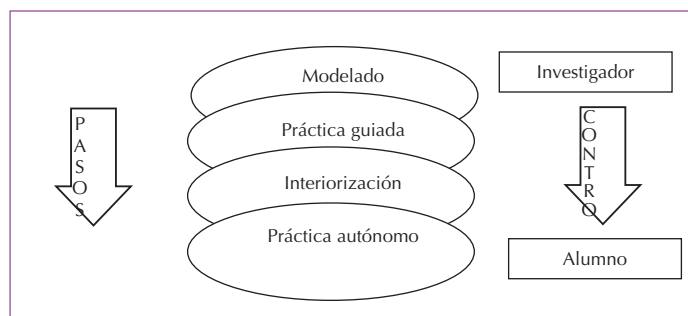 PASOS
Modelado
Práctica guiada
Interiorización
Práctica autónomo
Investigador
CONTRO
Alumno